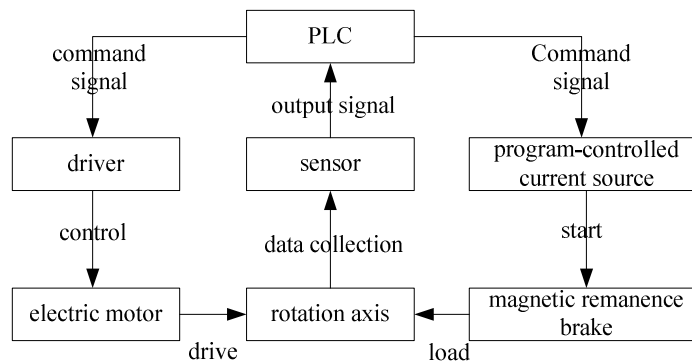 PLC
command
signal
Command
signal
output signal
driver
sensor
program-controlled
current source
control
data collection
start
electric motor
rotation axis
magnetic remanence
brake
drive
load